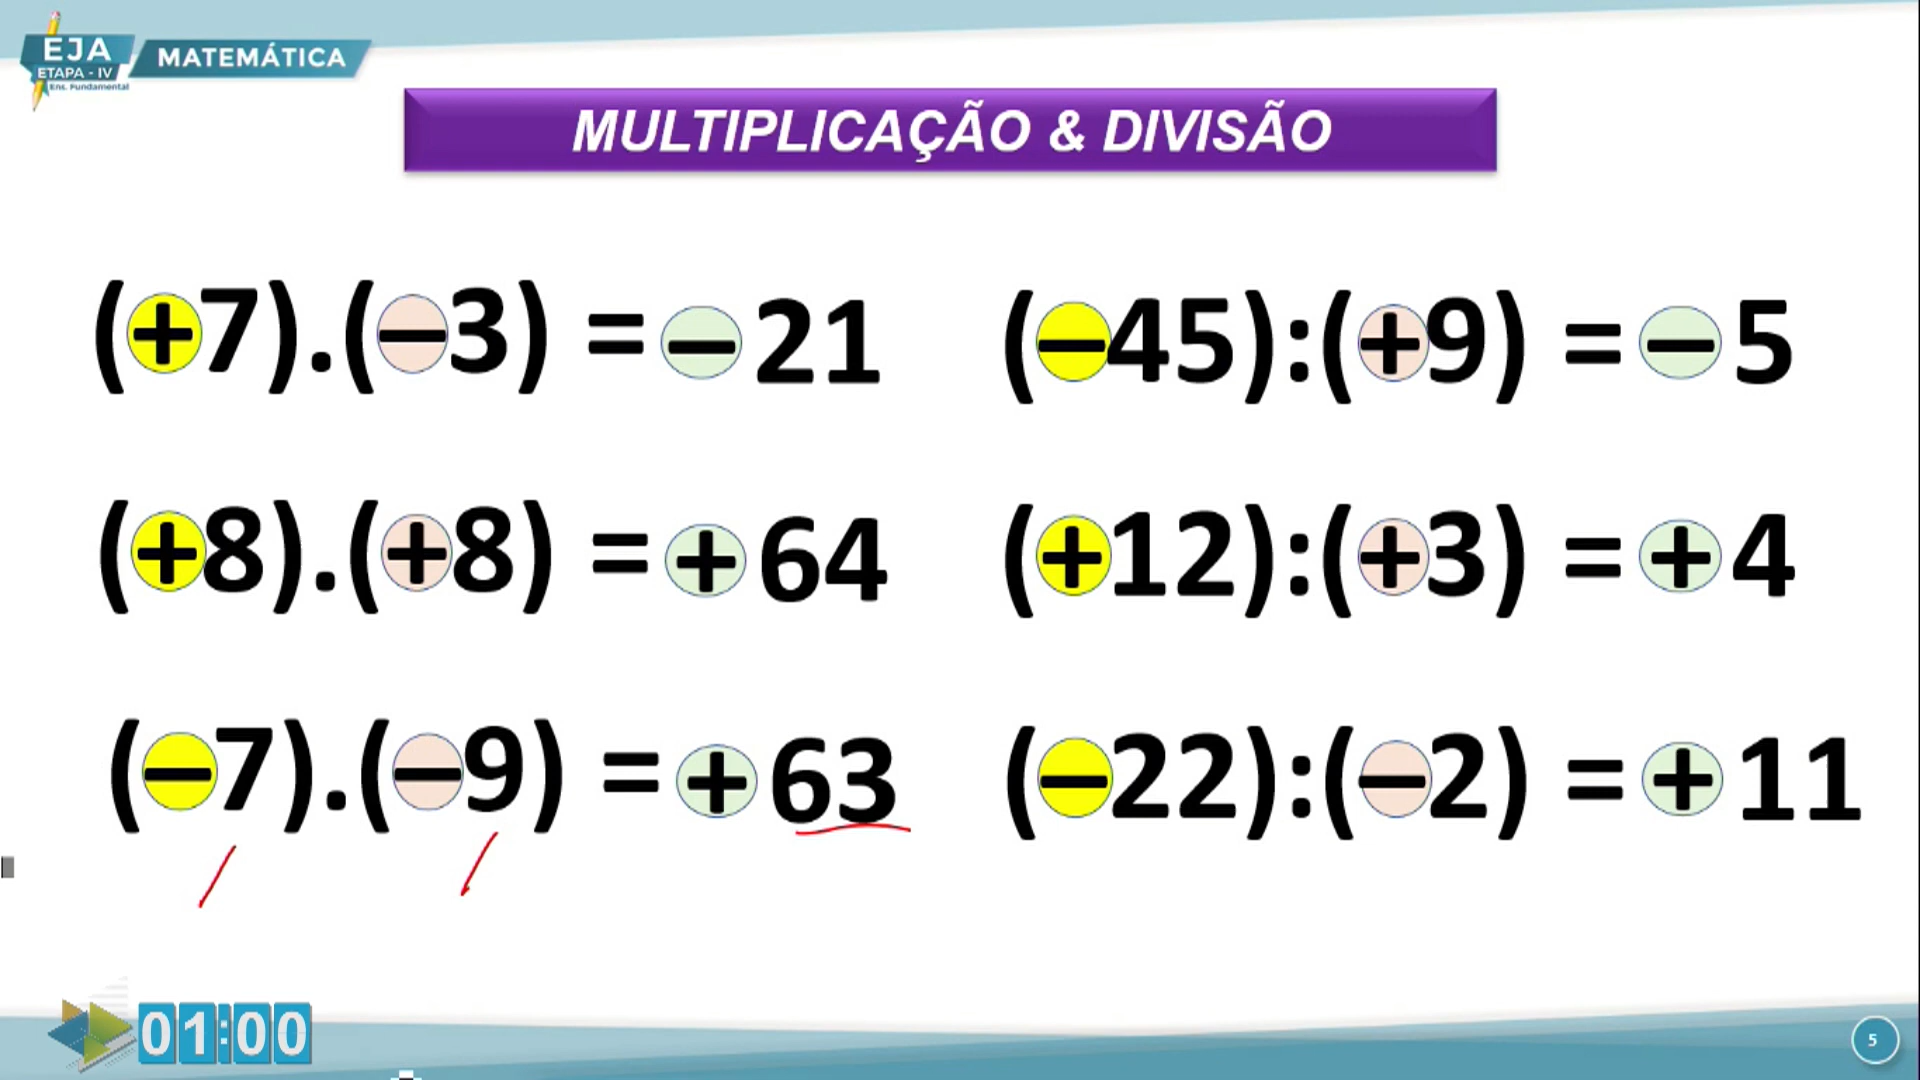 EJA
ETAPA - IV
Ens. Fundamental
MATEMÁTICA
MULTIPLICAÇÃO & DIVISÃO
(+7).(−3) = −21
(−45):(+9) = −5
(+8).(+8) = +64
(+12):(+3) = +4
(−7).(−9) = +63
(−22):(−2) = +11
01:00
5